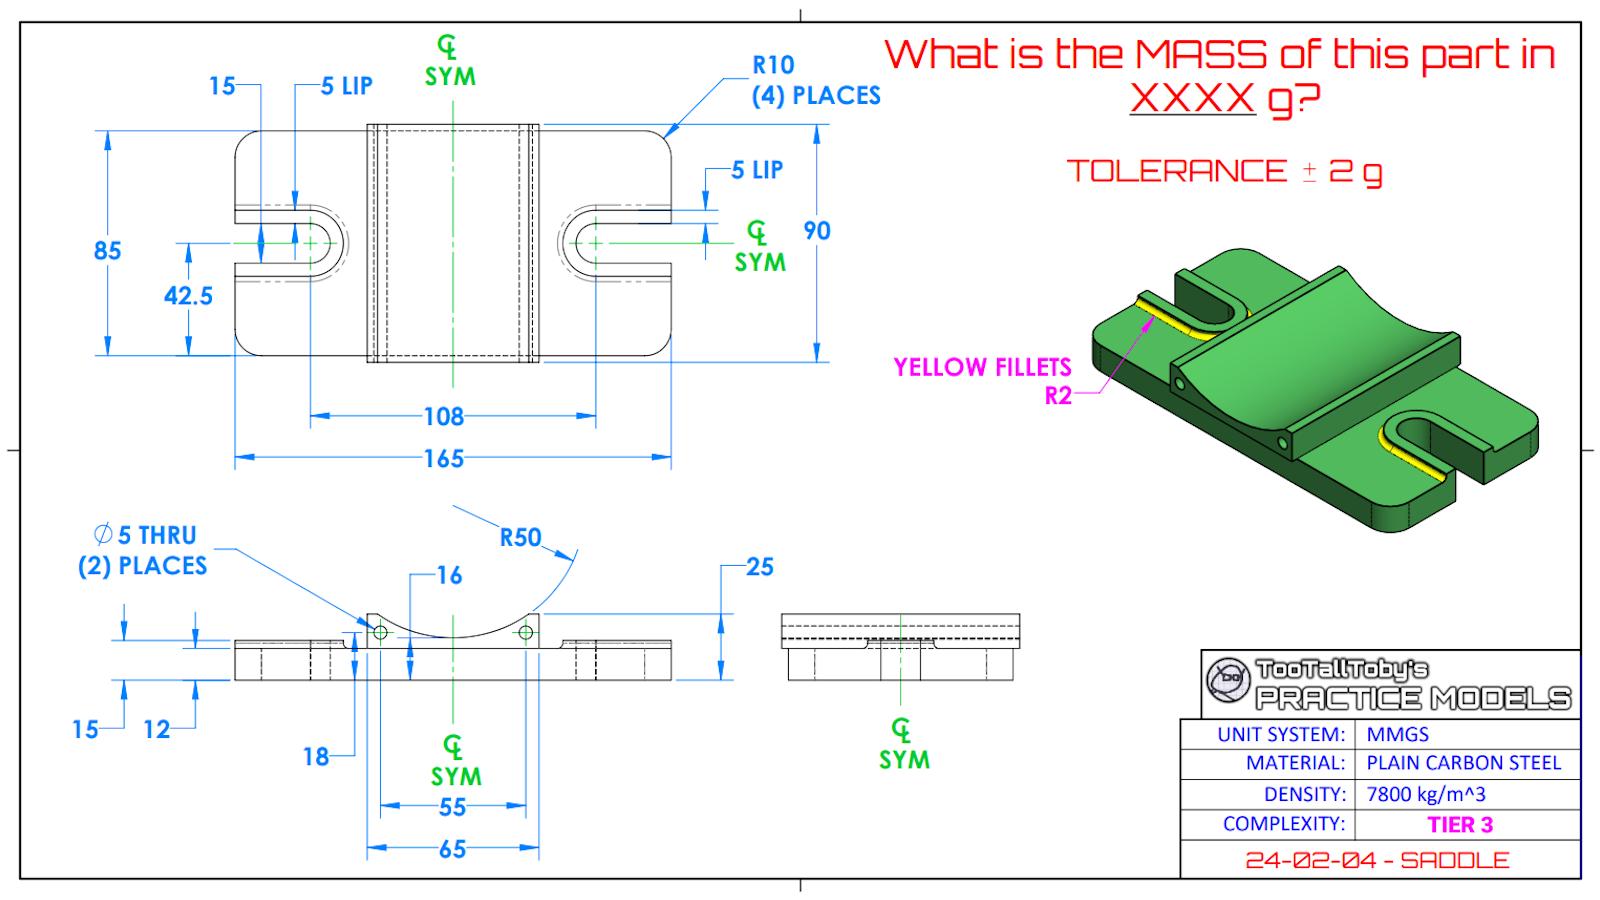 What is the MASS of this part in
XXXX g?
TOLERANCE ± 2 g
℄
SYM
15
5 LIP
R10
(4) PLACES
5 LIP
℄
SYM
90
85
42.5
108
165
YELLOW FILLETS
R2
∅ 5 THRU
(2) PLACES
R50
16
25
15
12
18
℄
SYM
55
65
℄
SYM
TooTallToby's
PRACTICE MODELS
UNIT SYSTEM: MMGS
MATERIAL: PLAIN CARBON STEEL
DENSITY: 7800 kg/m^3
COMPLEXITY: TIER 3
24-02-04 - SADDLE